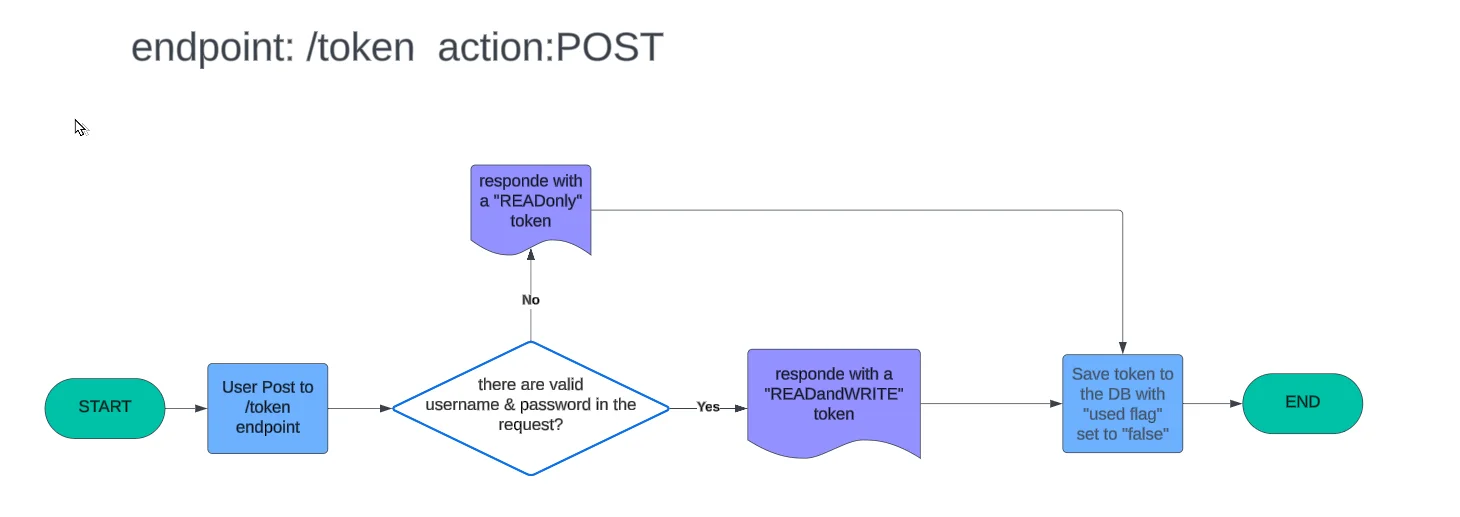 endpoint: /token  action:POST
responde with
a "READonly"
token
No
START
User Post to
/token
endpoint
there are valid
username & password in the
request?
Yes
responde with a
"READandWRITE"
token
Save token to
the DB with
"used flag"
set to "false"
END